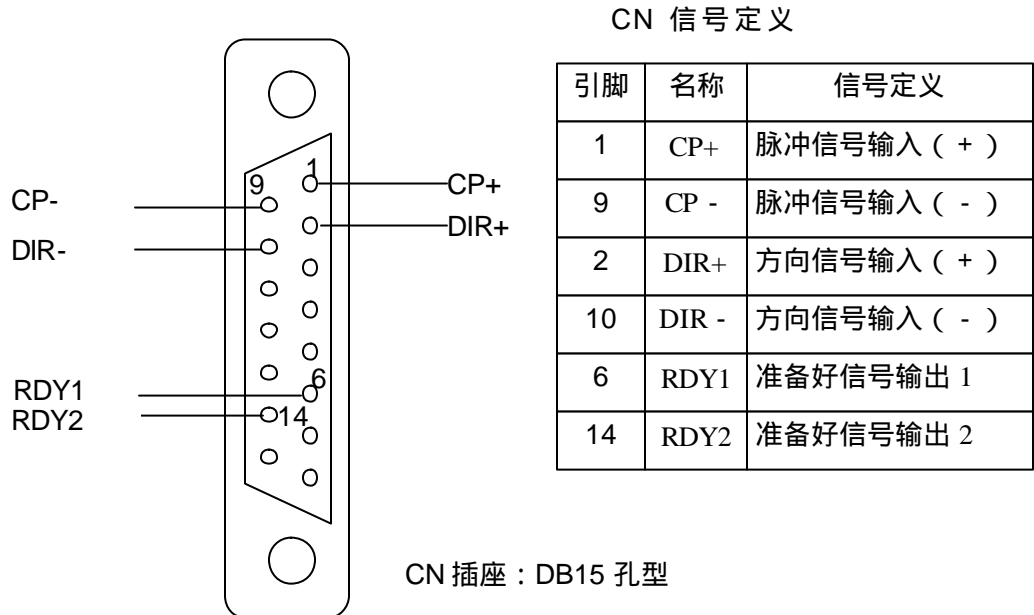 CN 信号定义
引脚 名称 信号定义
1 CP+ 脉冲信号输入（+）
9 CP - 脉冲信号输入（-）
2 DIR+ 方向信号输入（+）
10 DIR - 方向信号输入（-）
6 RDY1 准备好信号输出 1
14 RDY2 准备好信号输出 2
1
9
CP+
CP-
DIR+
DIR-
6
RDY1
RDY2
14
CN 插座：DB15 孔型